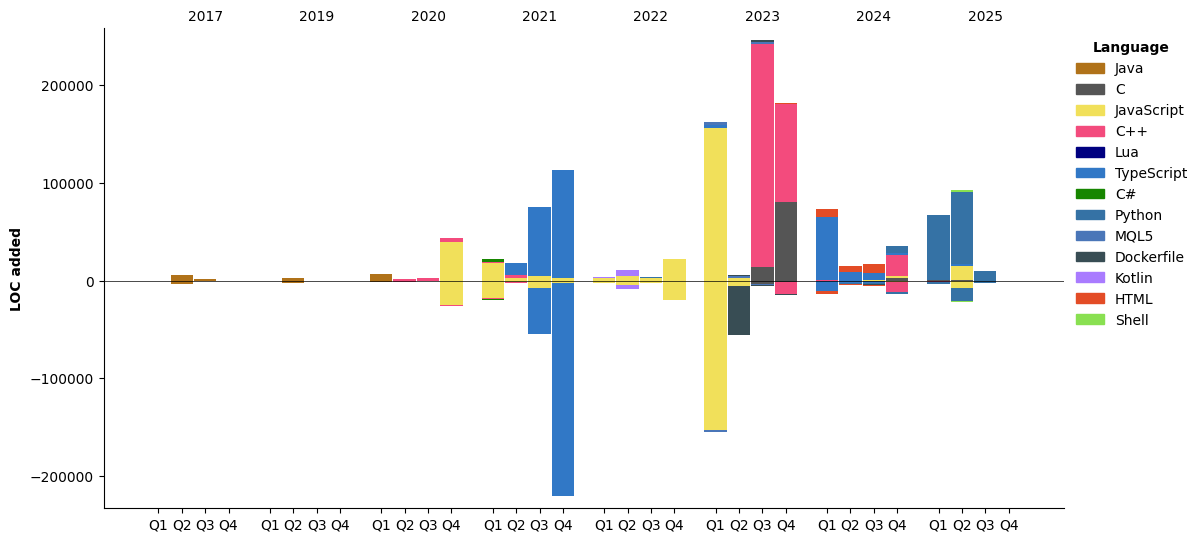 2017 2019 2020 2021 2022 2023 2024 2025
Language
Java
C
JavaScript
C++
Lua
TypeScript
C#
Python
MQL5
Dockerfile
Kotlin
HTML
Shell
LOC added
200000
100000
0
−100000
−200000
Q1 Q2 Q3 Q4 Q1 Q2 Q3 Q4 Q1 Q2 Q3 Q4 Q1 Q2 Q3 Q4 Q1 Q2 Q3 Q4 Q1 Q2 Q3 Q4 Q1 Q2 Q3 Q4 Q1 Q2 Q3 Q4